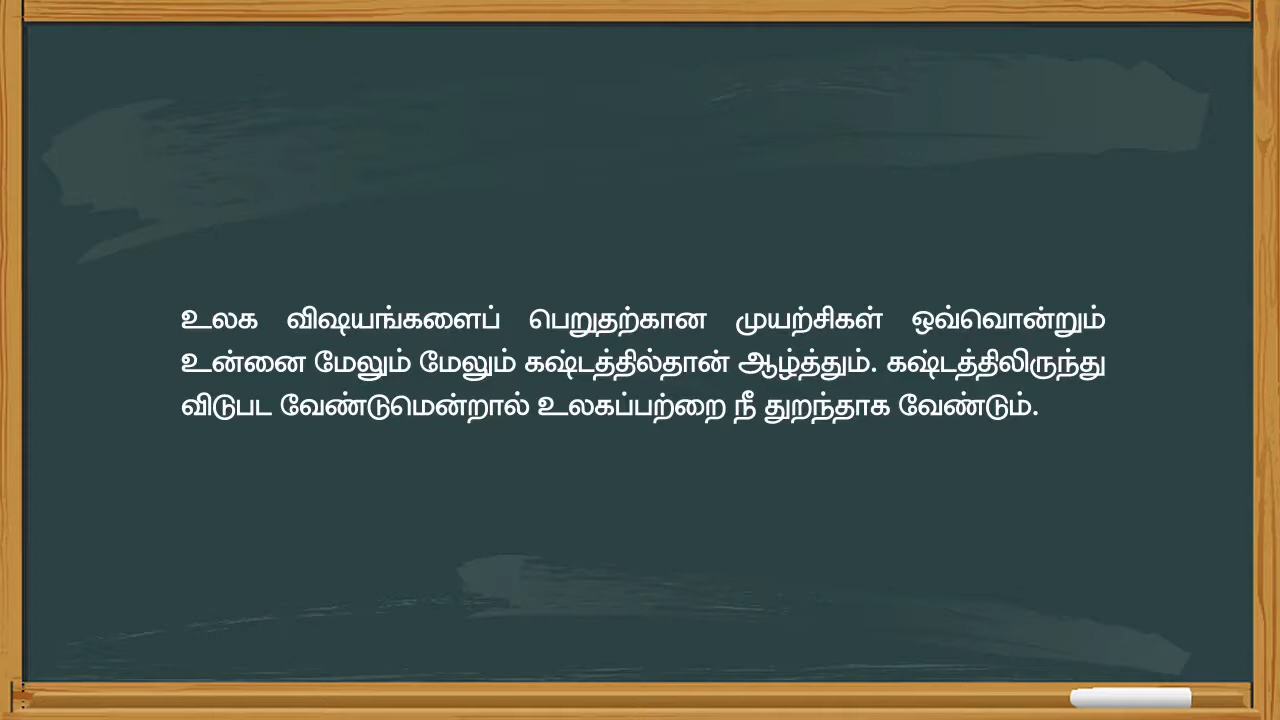 உலக விஷயங்களைப் பெறுதற்கான முயற்சிகள் ஒவ்வொன்றும்
உன்னை மேலும் மேலும் கஷ்டத்தில்தான் ஆழ்த்தும். கஷ்டத்திலிருந்து
விடுபட வேண்டுமென்றால் உலகப்பற்றை நீ துறந்தாக வேண்டும்.